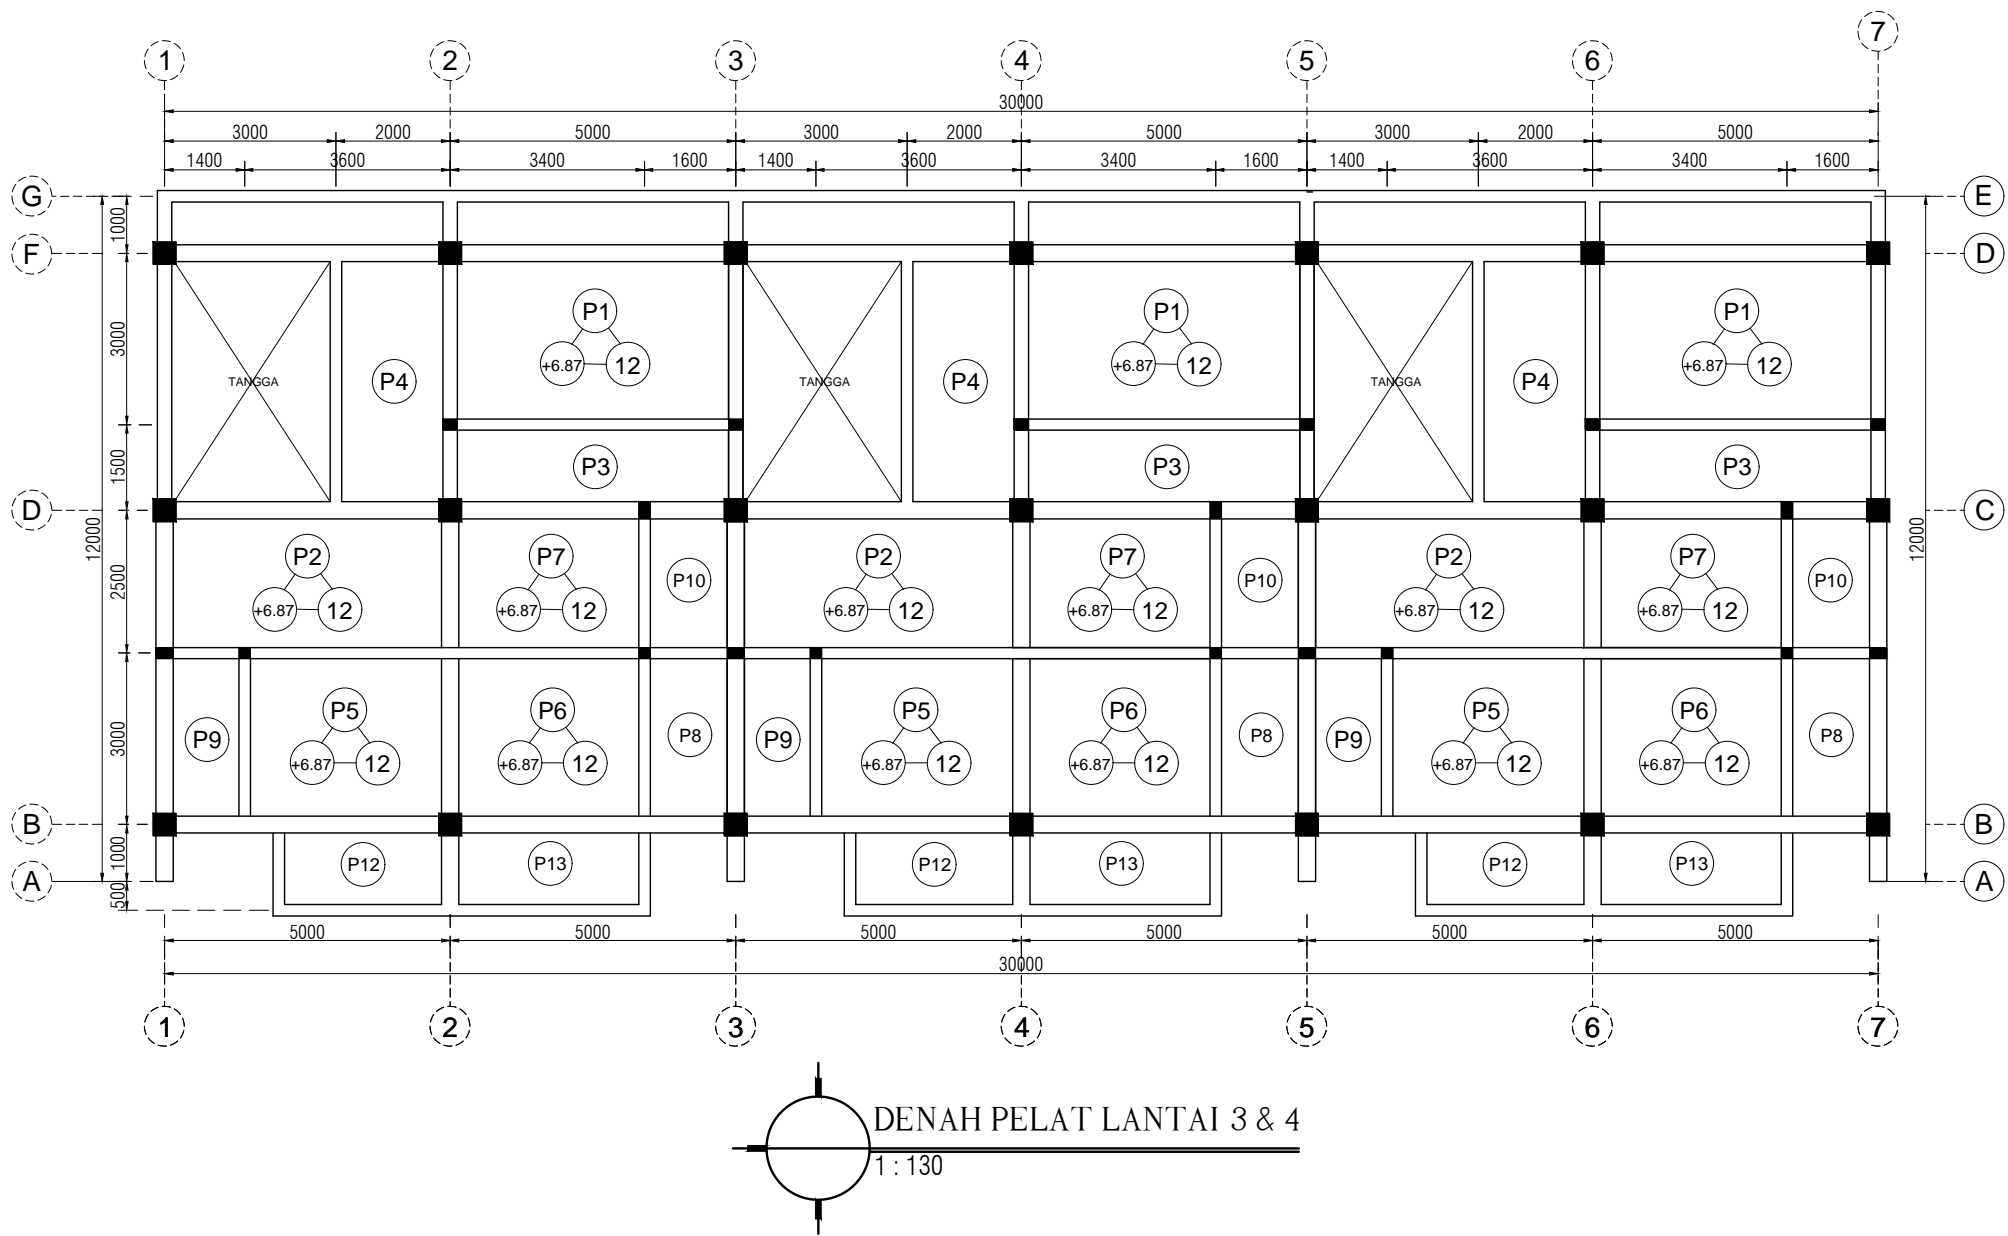 1 2 3 4 5 6 7
30000
3000 2000 5000 3000 2000 5000 3000 2000 5000
1400 3600 3400 1600 1400 3600 3400 1600 1400 3600 3400 1600
G E
1000
F D
P1 P1 P1
3000 +6.87 12 +6.87 12 +6.87 12
TANGGA P4 TANGGA P4 TANGGA P4
1500 P3 P3 P3
D C
12000 12000
P2 P7 P2 P7 P2 P7
2500 P10 P10 P10
+6.87 12 +6.87 12 +6.87 12 +6.87 12 +6.87 12 +6.87 12
P5 P6 P5 P6 P5 P6
3000 P9 P8 P9 P8 P9 P8
+6.87 12 +6.87 12 +6.87 12 +6.87 12 +6.87 12 +6.87 12
B B
1000 P12 P13 P12 P13 P12 P13
A A
500
5000 5000 5000 5000 5000 5000
30000
1 2 3 4 5 6 7
DENAH PELAT LANTAI 3 & 4
1 : 130